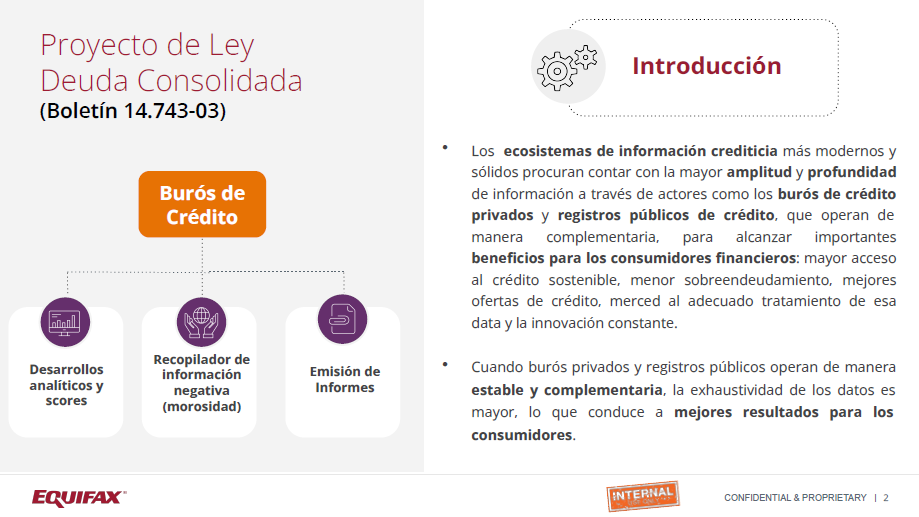 Proyecto de Ley
Deuda Consolidada
(Boletín 14.743-03)
Burós de
Crédito
Desarrollos
analíticos y
scores
Recopilador de
información
negativa
(morosidad)
Emisión de
Informes
Introducción
• Los ecosistemas de información crediticia más modernos y
sólidos procuran contar con la mayor amplitud y profundidad
de información a través de actores como los burós de crédito
privados y registros públicos de crédito, que operan de
manera complementaria, para alcanzar importantes
beneficios para los consumidores financieros: mayor acceso
al crédito sostenible, menor sobreendeudamiento, mejores
ofertas de crédito, merced al adecuado tratamiento de esa
data y la innovación constante.
• Cuando burós privados y registros públicos operan de manera
estable y complementaria, la exhaustividad de los datos es
mayor, lo que conduce a mejores resultados para los
consumidores.
EQUIFAX
INTERNAL
CONFIDENTIAL & PROPRIETARY | 2